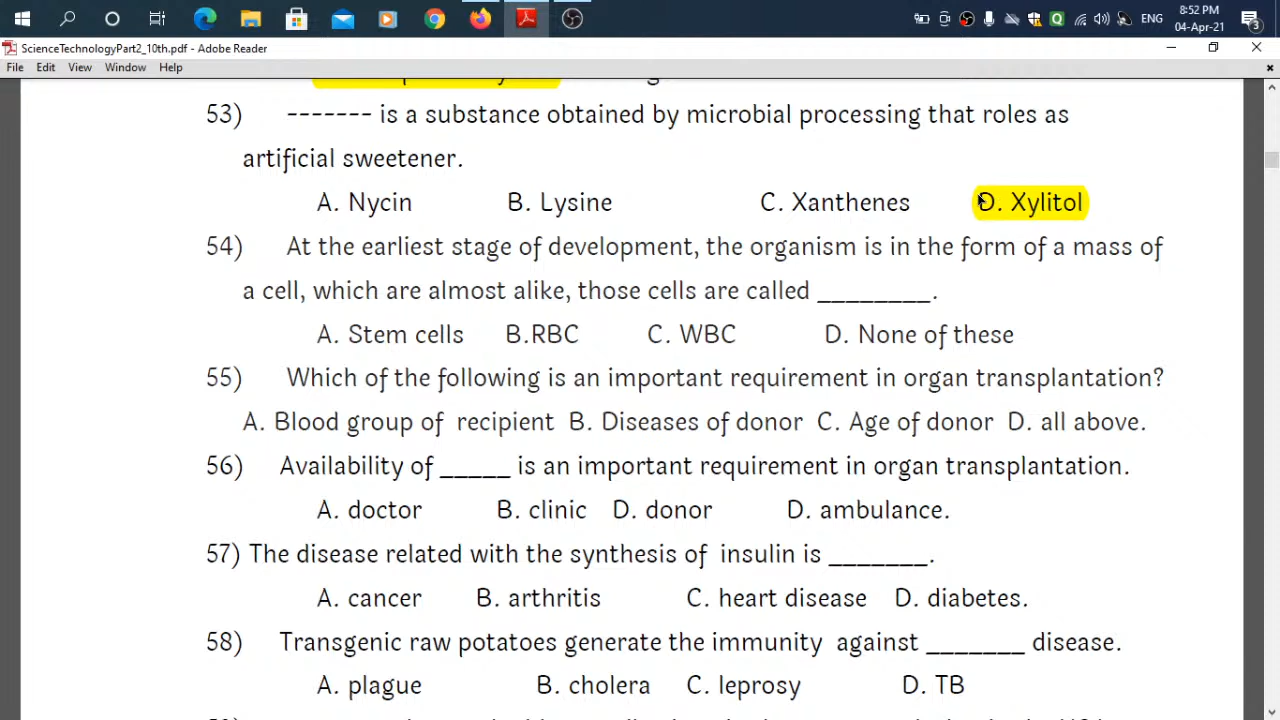 8:52 PM
ENG
04-Apr-21
3
ScienceTechnologyPart2_10th.pdf - Adobe Reader
File Edit View Window Help
53) ------- is a substance obtained by microbial processing that roles as
artificial sweetener.
A. Nycin B. Lysine C. Xanthenes D. Xylitol
54) At the earliest stage of development, the organism is in the form of a mass of
a cell, which are almost alike, those cells are called ________.
A. Stem cells B.RBC C. WBC D. None of these
55) Which of the following is an important requirement in organ transplantation?
A. Blood group of recipient B. Diseases of donor C. Age of donor D. all above.
56) Availability of _____ is an important requirement in organ transplantation.
A. doctor B. clinic D. donor D. ambulance.
57) The disease related with the synthesis of insulin is _______.
A. cancer B. arthritis C. heart disease D. diabetes.
58) Transgenic raw potatoes generate the immunity against _______ disease.
A. plague B. cholera C. leprosy D. TB